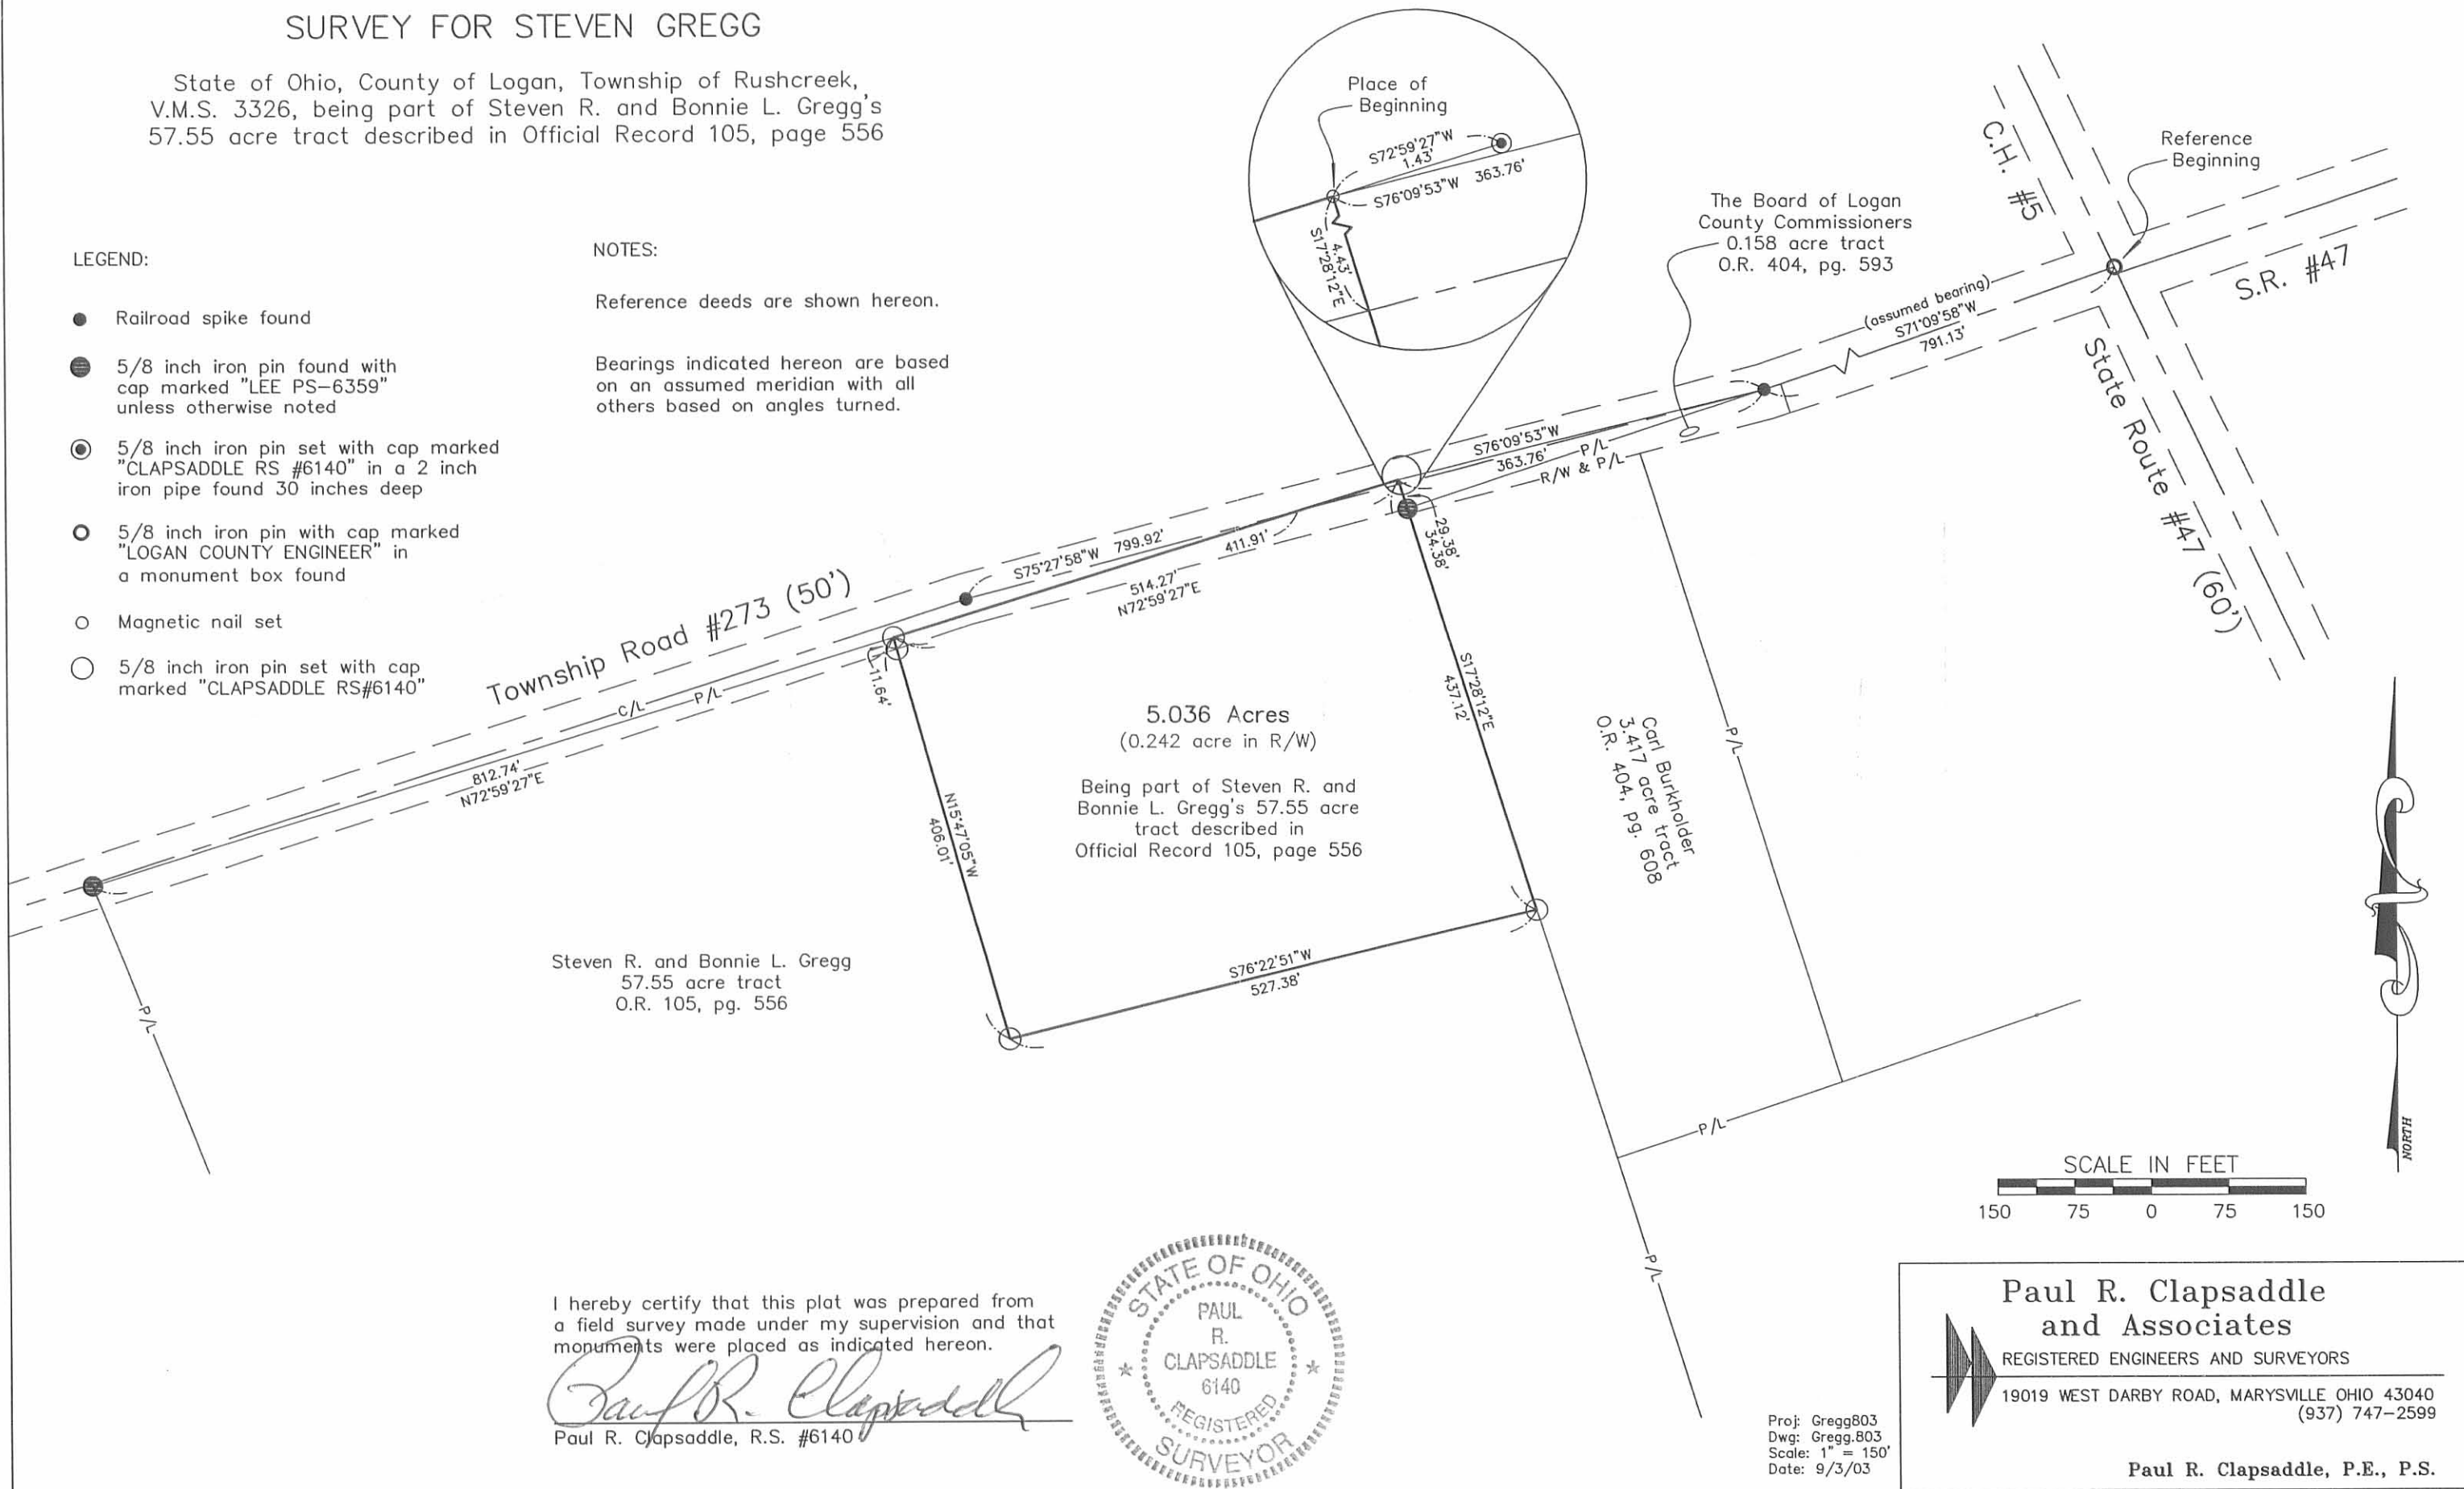 SURVEY FOR STEVEN GREGG
State of Ohio, County of Logan, Township of Rushcreek,
V.M.S. 3326, being part of Steven R. and Bonnie L. Gregg's
57.55 acre tract described in Official Record 105, page 556
LEGEND:
Railroad spike found
5/8 inch iron pin found with
cap marked "LEE PS-6359"
unless otherwise noted
5/8 inch iron pin set with cap marked
"CLAPSADDLE RS #6140" in a 2 inch
iron pipe found 30 inches deep
5/8 inch iron pin with cap marked
"LOGAN COUNTY ENGINEER" in
a monument box found
Magnetic nail set
5/8 inch iron pin set with cap
marked "CLAPSADDLE RS#6140"
NOTES:
Reference deeds are shown hereon.
Bearings indicated hereon are based
on an assumed meridian with all
others based on angles turned.
Place of
Beginning
S72°59'27"W
1.43'
S76°09'53"W 363.76'
4.43'
S17°28'12"E
The Board of Logan
County Commissioners
0.158 acre tract
O.R. 404, pg. 593
C.H. #5
Reference
Beginning
S.R. #47
(assumed bearing)
S71°09'58"W
791.13'
State Route #47 (60')
S76°09'53"W
363.76'
P/L
R/W & P/L
29.38'
34.38'
S75°27'58"W 799.92'
411.91'
514.27'
N72°59'27"E
Township Road #273 (50')
C/L
P/L
11.64'
812.74'
N72°59'27"E
5.036 Acres
(0.242 acre in R/W)
Being part of Steven R. and
Bonnie L. Gregg's 57.55 acre
tract described in
Official Record 105, page 556
S17°28'12"E
437.12'
N15°47'05"W
406.01'
S76°22'51"W
527.38'
Carl Burkholder
3.417 acre tract
O.R. 404, pg. 608
P/L
Steven R. and Bonnie L. Gregg
57.55 acre tract
O.R. 105, pg. 556
P/L
P/L
P/L
NORTH
SCALE IN FEET
150 75 0 75 150
I hereby certify that this plat was prepared from
a field survey made under my supervision and that
monuments were placed as indicated hereon.
Paul R. Clapsaddle
Paul R. Clapsaddle, R.S. #6140
STATE OF OHIO
PAUL
R.
CLAPSADDLE
6140
REGISTERED
SURVEYOR
Proj: Gregg803
Dwg: Gregg.803
Scale: 1" = 150'
Date: 9/3/03
Paul R. Clapsaddle
and Associates
REGISTERED ENGINEERS AND SURVEYORS
19019 WEST DARBY ROAD, MARYSVILLE OHIO 43040
(937) 747-2599
Paul R. Clapsaddle, P.E., P.S.